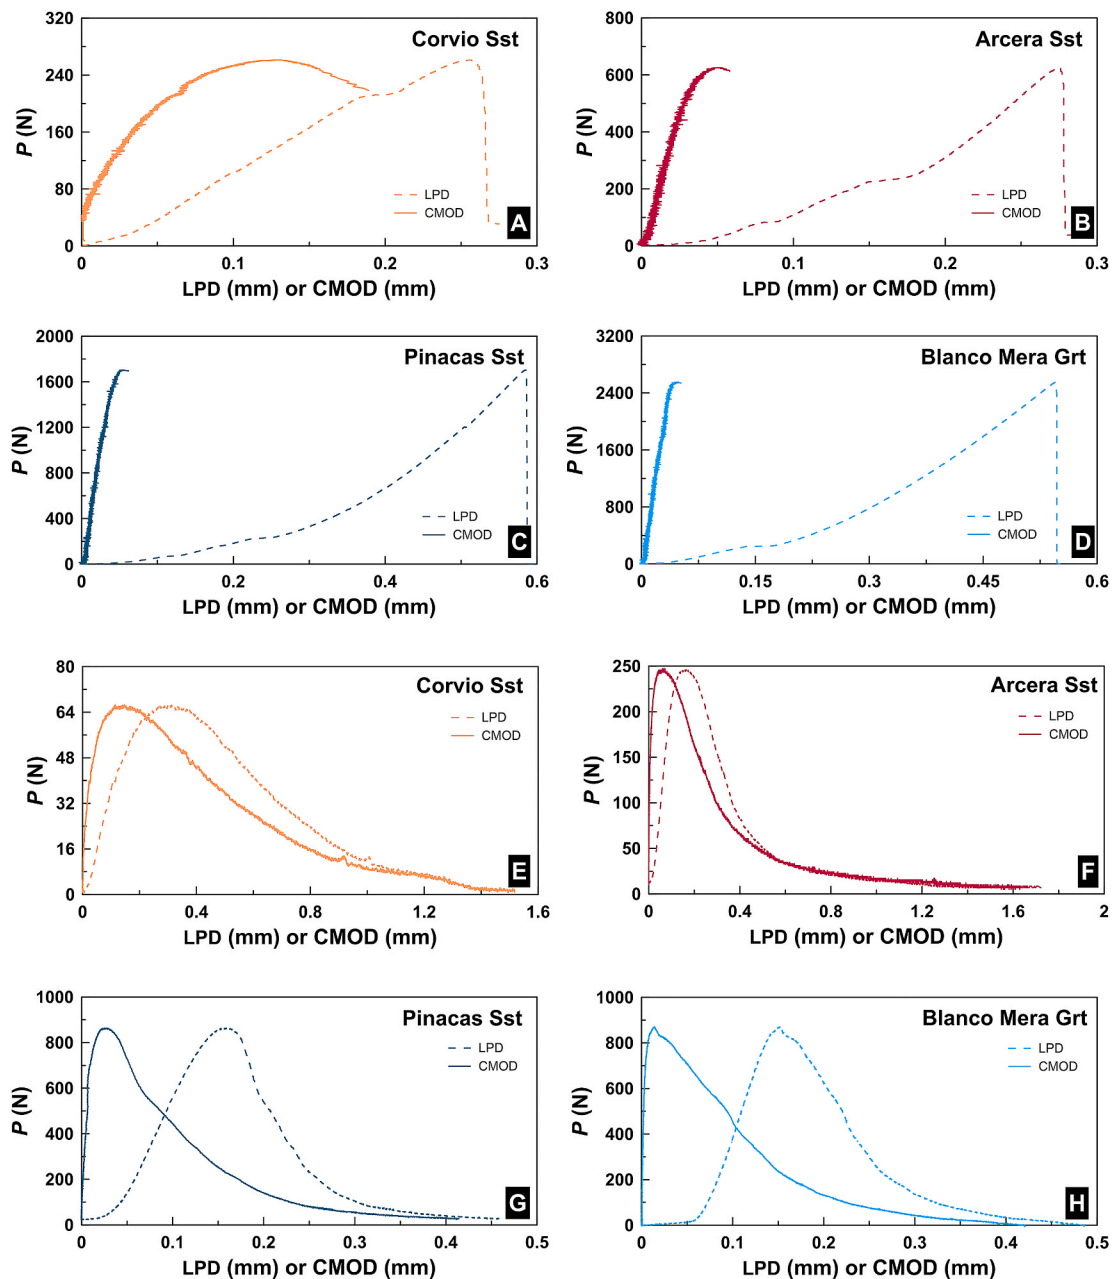 Corvio Sst
P (N)
320
240
160
80
0
LPD
CMOD
A
0
0.1
0.2
0.3
LPD (mm) or CMOD (mm)
Arcera Sst
P (N)
800
600
400
200
0
LPD
CMOD
B
0
0.1
0.2
0.3
LPD (mm) or CMOD (mm)
Pinacas Sst
P (N)
2000
1600
1200
800
400
0
LPD
CMOD
C
0
0.2
0.4
0.6
LPD (mm) or CMOD (mm)
Blanco Mera Grt
P (N)
3200
2400
1600
800
0
LPD
CMOD
D
0
0.15
0.3
0.45
0.6
LPD (mm) or CMOD (mm)
Corvio Sst
P (N)
80
64
48
32
16
0
LPD
CMOD
E
0
0.4
0.8
1.2
1.6
LPD (mm) or CMOD (mm)
Arcera Sst
P (N)
250
200
150
100
50
0
LPD
CMOD
F
0
0.4
0.8
1.2
1.6
2
LPD (mm) or CMOD (mm)
Pinacas Sst
P (N)
1000
800
600
400
200
0
LPD
CMOD
G
0
0.1
0.2
0.3
0.4
0.5
LPD (mm) or CMOD (mm)
Blanco Mera Grt
P (N)
1000
800
600
400
200
0
LPD
CMOD
H
0
0.1
0.2
0.3
0.4
0.5
LPD (mm) or CMOD (mm)